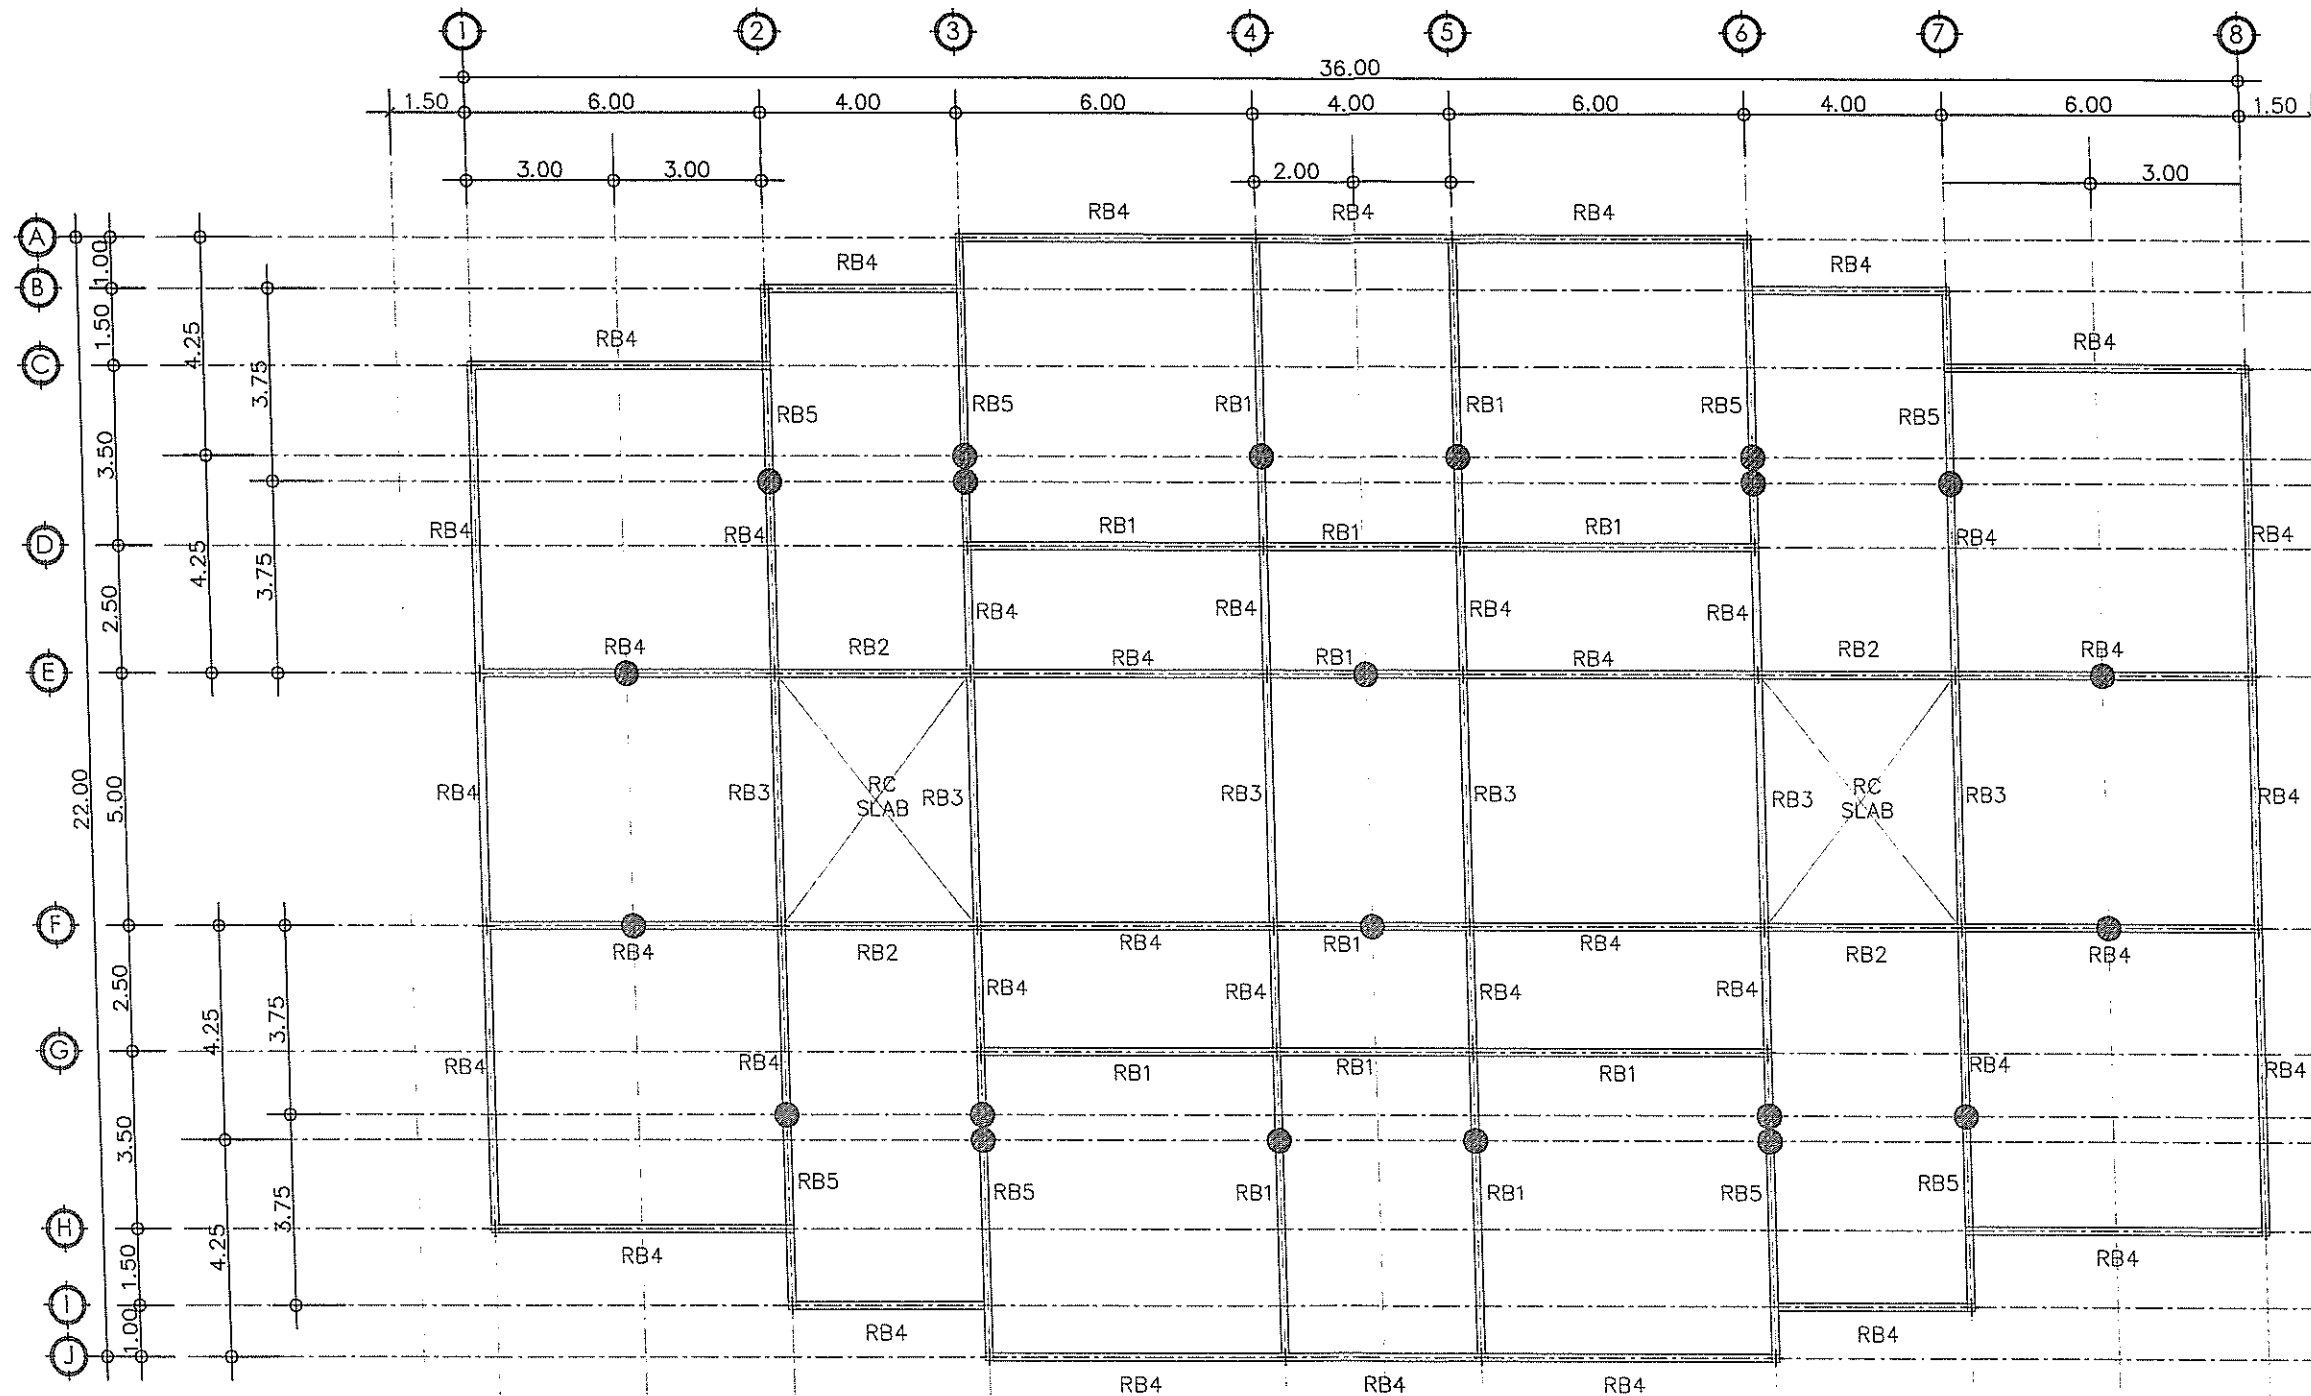 1 2 3 4 5 6 7 8
36.00
1.50 6.00 4.00 6.00 4.00 6.00 4.00 6.00 1.50
3.00 3.00 2.00 3.00
RB4 RB4 RB4
A
1.00
RB4 RB4
B
1.50 4.25
RB4 RB4
C
3.75
RB5 RB5 RB1 RB1 RB5 RB5
3.50
RB4 RB4 RB1 RB1 RB1 RB4 RB4
D
4.25 3.75
2.50
RB4 RB4 RB4 RB4
RB4 RB2 RB4 RB1 RB4 RB2 RB4
E
22.00 5.00
RB4 RB3 RC RB3 RB3 RB3 RB3 RC RB3 RB4
SLAB SLAB
F
RB4 RB2 RB4 RB1 RB4 RB2 RB4
2.50 4.25 3.75
RB4 RB4 RB4 RB4
G
RB4 RB4 RB1 RB1 RB1 RB4 RB4
3.50
RB5 RB5 RB1 RB1 RB5 RB5
3.75
H
4.25
1.50
RB4 RB4
I
1.00
RB4 RB4
J
RB4 RB4 RB4